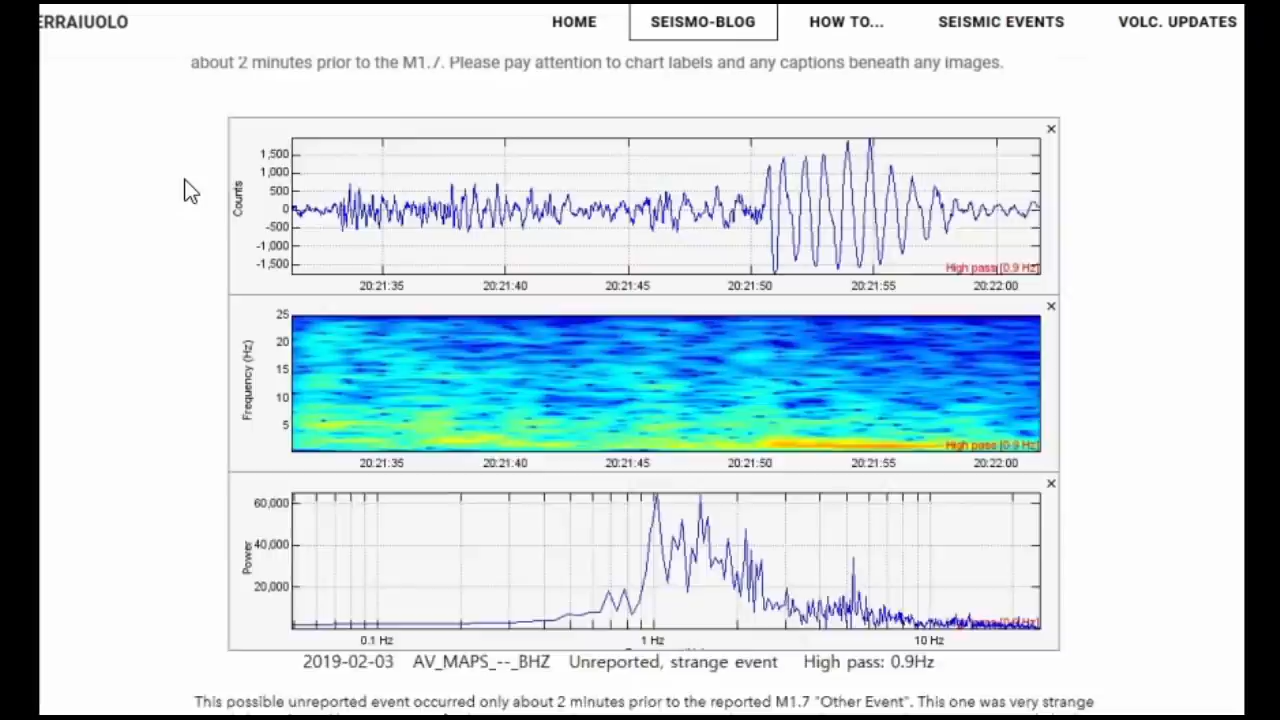 ERRAIUOLO HOME SEISMO-BLOG HOW TO... SEISMIC EVENTS VOLC. UPDATES
about 2 minutes prior to the M1.7. Please pay attention to chart labels and any captions beneath any images.
1,500
1,000
500
0
-500
-1,000
-1,500
Counts
High pass [0.9 Hz]
20:21:35 20:21:40 20:21:45 20:21:50 20:21:55 20:22:00
25
20
15
10
5
Frequency (Hz)
High pass [0.9 Hz]
20:21:35 20:21:40 20:21:45 20:21:50 20:21:55 20:22:00
60,000
40,000
20,000
Power
0.1 Hz 1 Hz 10 Hz
2019-02-03 AV_MAPS_--_BHZ Unreported, strange event High pass: 0.9Hz
This possible unreported event occurred only about 2 minutes prior to the reported M1.7 "Other Event". This one was very strange